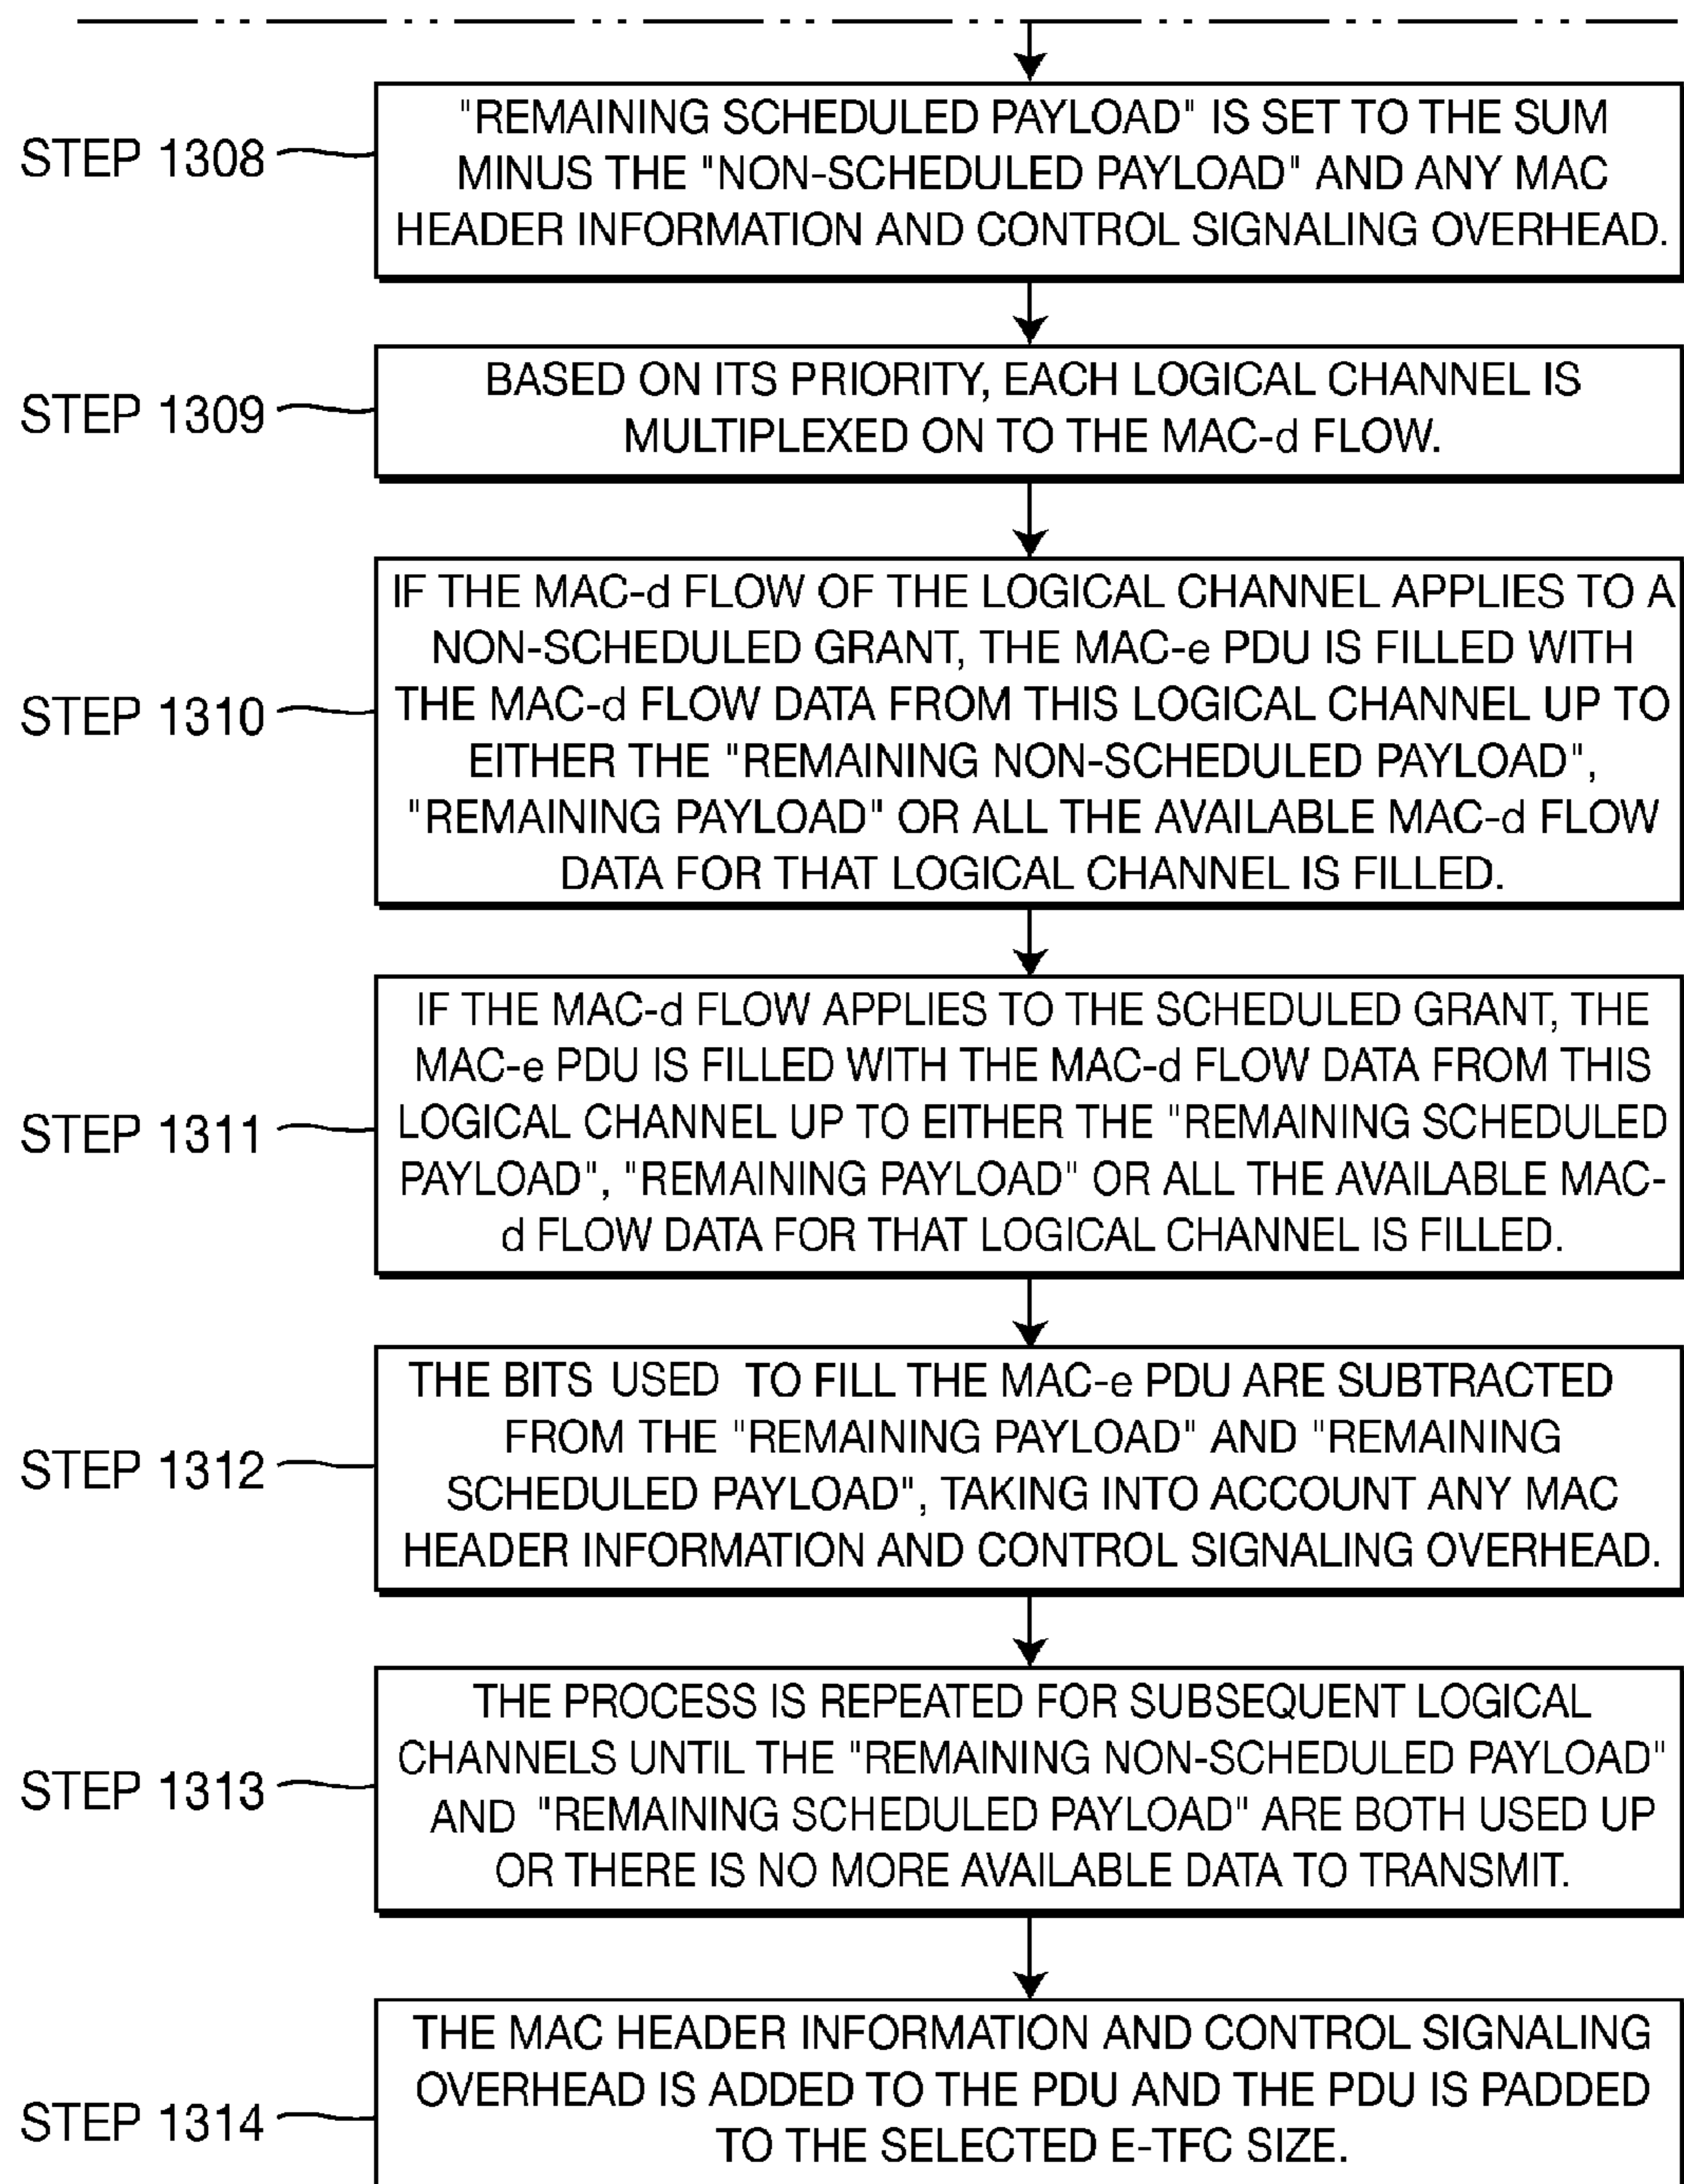 STEP 1308
"REMAINING SCHEDULED PAYLOAD" IS SET TO THE SUM
MINUS THE "NON-SCHEDULED PAYLOAD" AND ANY MAC
HEADER INFORMATION AND CONTROL SIGNALING OVERHEAD.
STEP 1309
BASED ON ITS PRIORITY, EACH LOGICAL CHANNEL IS
MULTIPLEXED ON TO THE MAC-d FLOW.
STEP 1310
IF THE MAC-d FLOW OF THE LOGICAL CHANNEL APPLIES TO A
NON-SCHEDULED GRANT, THE MAC-e PDU IS FILLED WITH
THE MAC-d FLOW DATA FROM THIS LOGICAL CHANNEL UP TO
EITHER THE "REMAINING NON-SCHEDULED PAYLOAD",
"REMAINING PAYLOAD" OR ALL THE AVAILABLE MAC-d FLOW
DATA FOR THAT LOGICAL CHANNEL IS FILLED.
STEP 1311
IF THE MAC-d FLOW APPLIES TO THE SCHEDULED GRANT, THE
MAC-e PDU IS FILLED WITH THE MAC-d FLOW DATA FROM THIS
LOGICAL CHANNEL UP TO EITHER THE "REMAINING SCHEDULED
PAYLOAD", "REMAINING PAYLOAD" OR ALL THE AVAILABLE MAC-
d FLOW DATA FOR THAT LOGICAL CHANNEL IS FILLED.
STEP 1312
THE BITS USED TO FILL THE MAC-e PDU ARE SUBTRACTED
FROM THE "REMAINING PAYLOAD" AND "REMAINING
SCHEDULED PAYLOAD", TAKING INTO ACCOUNT ANY MAC
HEADER INFORMATION AND CONTROL SIGNALING OVERHEAD.
STEP 1313
THE PROCESS IS REPEATED FOR SUBSEQUENT LOGICAL
CHANNELS UNTIL THE "REMAINING NON-SCHEDULED PAYLOAD"
AND "REMAINING SCHEDULED PAYLOAD" ARE BOTH USED UP
OR THERE IS NO MORE AVAILABLE DATA TO TRANSMIT.
STEP 1314
THE MAC HEADER INFORMATION AND CONTROL SIGNALING
OVERHEAD IS ADDED TO THE PDU AND THE PDU IS PADDED
TO THE SELECTED E-TFC SIZE.